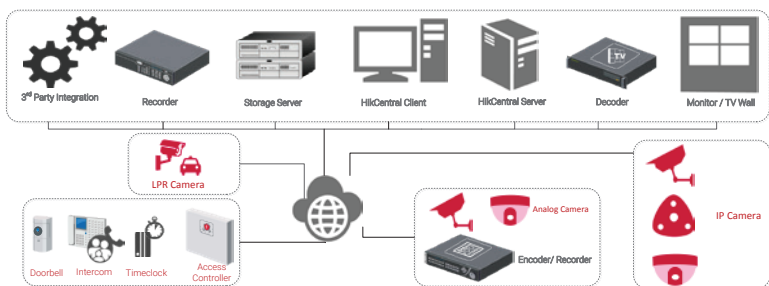 3rd Party Integration
Recorder
Storage Server
HikCentral Client
HikCentral Server
Decoder
Monitor / TV Wall
TV
LPR Camera
Analog Camera
IP Camera
Encoder/ Recorder
Doorbell
Intercom
Timeclock
Access
Controller